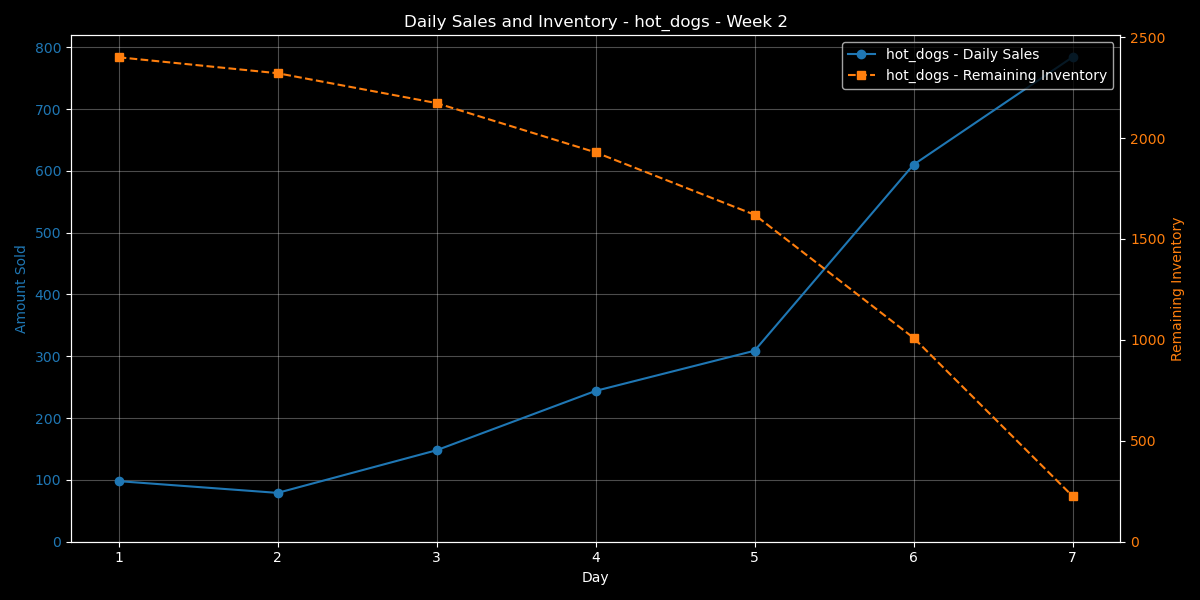 Daily Sales and Inventory - hot_dogs - Week 2
hot_dogs - Daily Sales
hot_dogs - Remaining Inventory
Amount Sold
800
700
600
500
400
300
200
100
0
2500
2000
1500
1000
500
0
Remaining Inventory
1 2 3 4 5 6 7
Day